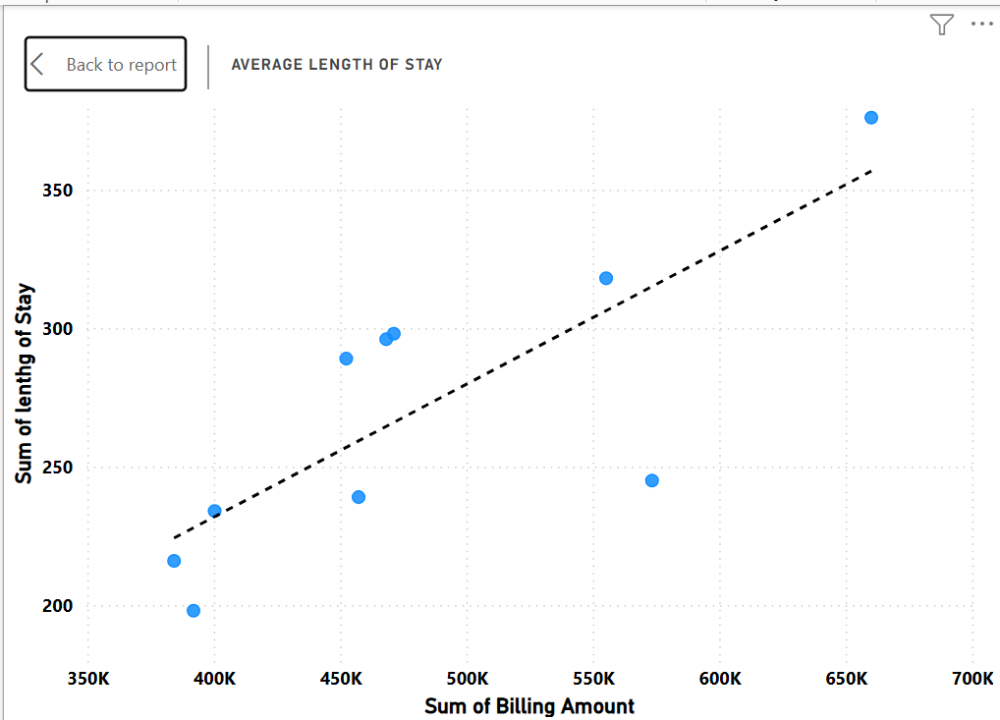 Back to report
AVERAGE LENGTH OF STAY
350
300
250
200
Sum of lenthg of Stay
350K 400K 450K 500K 550K 600K 650K 700K
Sum of Billing Amount